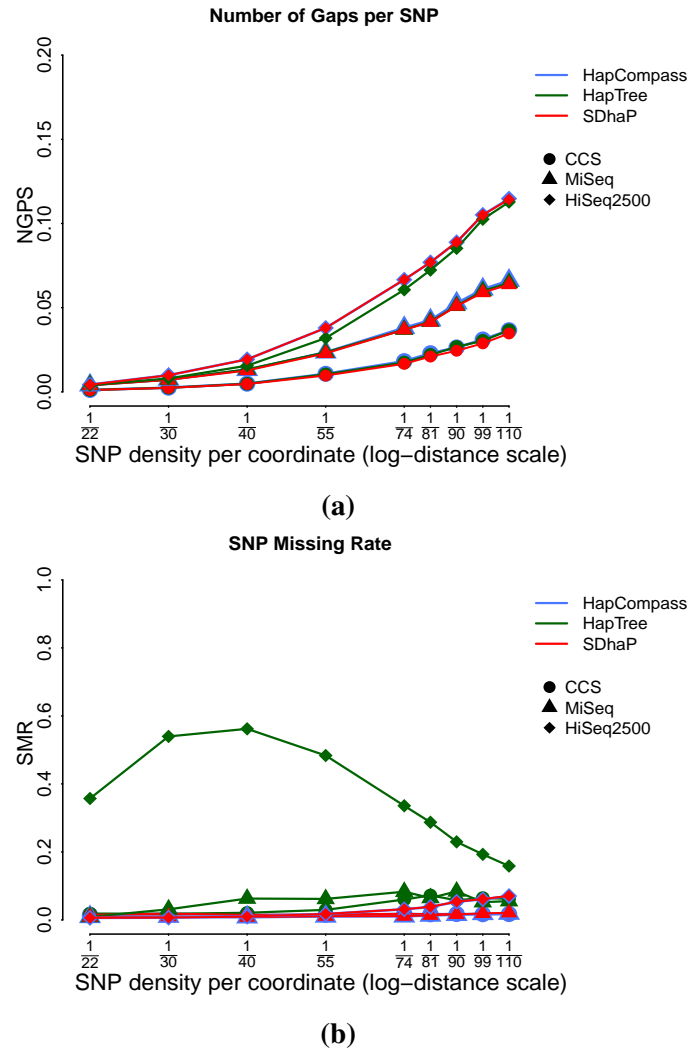 Number of Gaps per SNP
NGPS
0.20
0.15
0.10
0.05
0.00
HapCompass
HapTree
SDhaP
CCS
MiSeq
HiSeq2500
1 1 1 1 1 1 1 1 1
22 30 40 55 74 81 90 99 110
SNP density per coordinate (log−distance scale)
(a)
SNP Missing Rate
SMR
1.0
0.8
0.6
0.4
0.2
0.0
HapCompass
HapTree
SDhaP
CCS
MiSeq
HiSeq2500
1 1 1 1 1 1 1 1 1
22 30 40 55 74 81 90 99 110
SNP density per coordinate (log−distance scale)
(b)